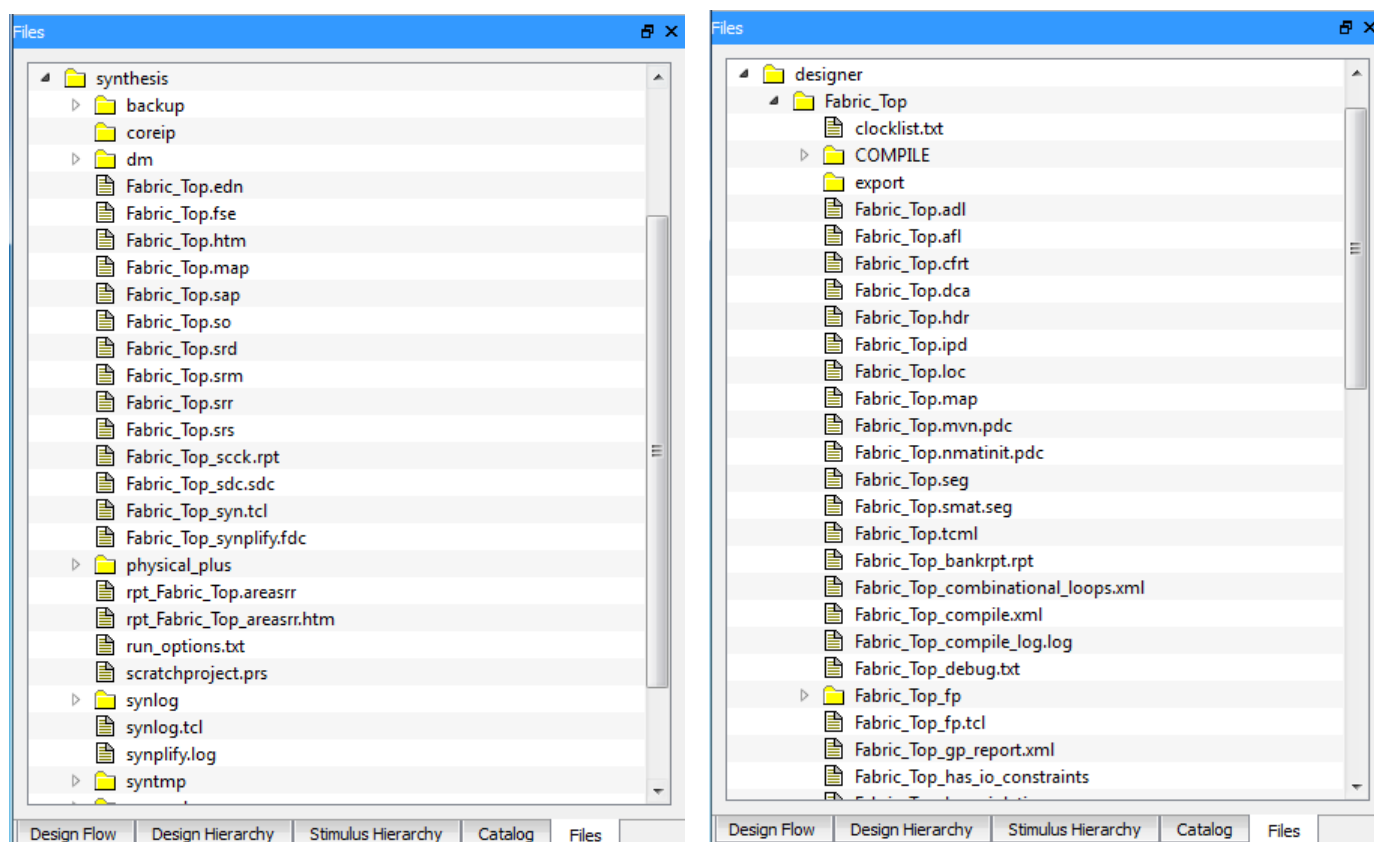 Files
synthesis
backup
coreip
dm
Fabric_Top.edn
Fabric_Top.fse
Fabric_Top.htm
Fabric_Top.map
Fabric_Top.sap
Fabric_Top.so
Fabric_Top.srd
Fabric_Top.srm
Fabric_Top.srr
Fabric_Top.srs
Fabric_Top_scck.rpt
Fabric_Top_sdc.sdc
Fabric_Top_syn.tcl
Fabric_Top_synplify.fdc
physical_plus
rpt_Fabric_Top.areasrr
rpt_Fabric_Top_areasrr.htm
run_options.txt
scratchproject.prs
synlog
synlog.tcl
synplify.log
syntmp
Design Flow Design Hierarchy Stimulus Hierarchy Catalog Files
Files
designer
Fabric_Top
clocklist.txt
COMPILE
export
Fabric_Top.adl
Fabric_Top.afl
Fabric_Top.cfrt
Fabric_Top.dca
Fabric_Top.hdr
Fabric_Top.ipd
Fabric_Top.loc
Fabric_Top.map
Fabric_Top.mvn.pdc
Fabric_Top.nmatinit.pdc
Fabric_Top.seg
Fabric_Top.smat.seg
Fabric_Top.tcml
Fabric_Top_bankrpt.rpt
Fabric_Top_combinational_loops.xml
Fabric_Top_compile.xml
Fabric_Top_compile_log.log
Fabric_Top_debug.txt
Fabric_Top_fp
Fabric_Top_fp.tcl
Fabric_Top_gp_report.xml
Fabric_Top_has_io_constraints
Design Flow Design Hierarchy Stimulus Hierarchy Catalog Files